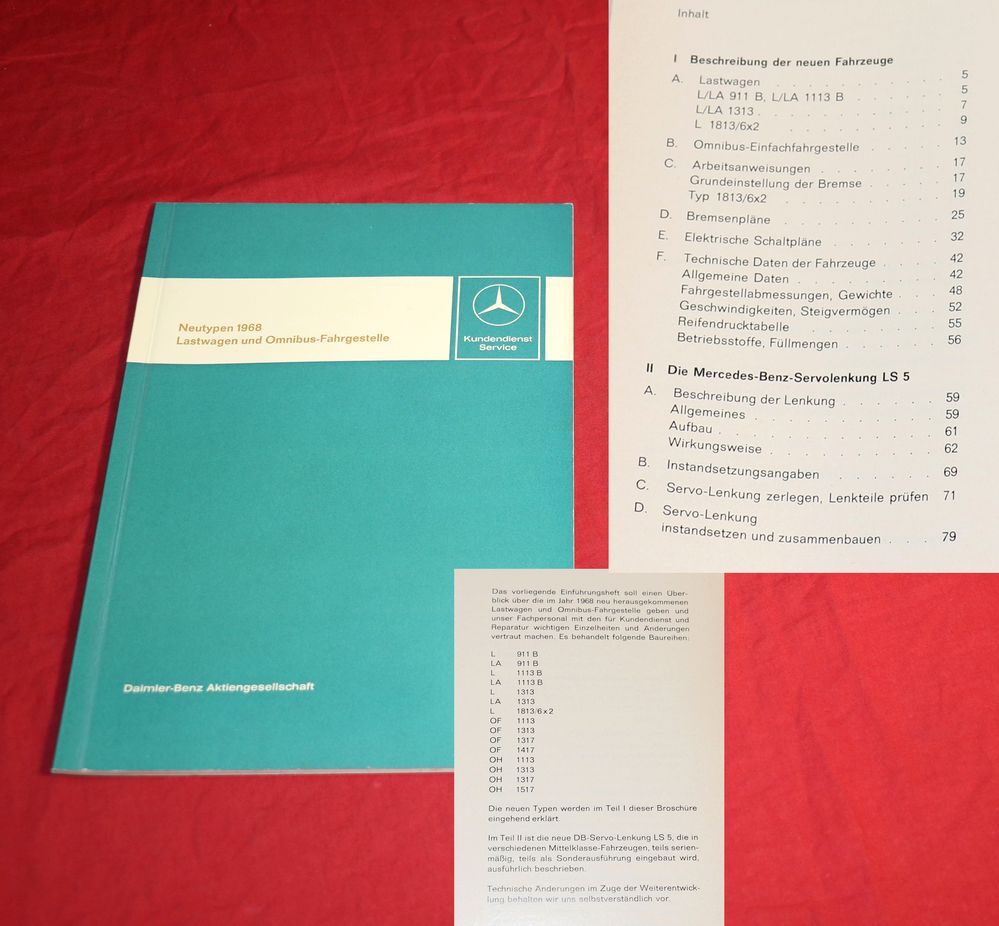 Neutypen 1968
Lastwagen und Omnibus-Fahrgestelle
Kundendienst
Service
Daimler-Benz Aktiengesellschaft
Inhalt
I Beschreibung der neuen Fahrzeuge
A. Lastwagen . . . . . . . . . 5
L/LA 911 B, L/LA 1113 B . . . . . . 5
L/LA 1313 . . . . . . . . . . 7
L 1813/6x2 . . . . . . . . . 9
B. Omnibus-Einfachfahrgestelle . . . . . 13
C. Arbeitsanweisungen . . . . . . . 17
Grundeinstellung der Bremse . . . . . 17
Typ 1813/6x2 . . . . . . . . . 19
D. Bremsenpläne . . . . . . . . . 25
E. Elektrische Schaltpläne . . . . . . . 32
F. Technische Daten der Fahrzeuge . . . . 42
Allgemeine Daten . . . . . . . . 42
Fahrgestellabmessungen, Gewichte . . . 48
Geschwindigkeiten, Steigvermögen . . . . 52
Reifendrucktabelle . . . . . . . . 55
Betriebsstoffe, Füllmengen . . . . . . 56
II Die Mercedes-Benz-Servolenkung LS 5
A. Beschreibung der Lenkung . . . . . . 59
Allgemeines . . . . . . . . . . 59
Aufbau . . . . . . . . . . . 61
Wirkungsweise . . . . . . . . . 62
B. Instandsetzungsangaben . . . . . . . 69
C. Servo-Lenkung zerlegen, Lenkteile prüfen 71
D. Servo-Lenkung
instandsetzen und zusammenbauen . . . . 79
Das vorliegende Einführungsheft soll einen Über-
blick über die im Jahr 1968 neu herausgekommenen
Lastwagen und Omnibus-Fahrgestelle geben und
unser Fachpersonal mit den für Kundendienst und
Reparatur wichtigen Einzelheiten und Änderungen
vertraut machen. Es behandelt folgende Baureihen:
L 911 B
LA 911 B
L 1113 B
LA 1113 B
L 1313
LA 1313
L 1813/6x2
OF 1113
OF 1313
OF 1317
OF 1417
OH 1113
OH 1313
OH 1317
OH 1517
Die neuen Typen werden im Teil I dieser Broschüre
eingehend erklärt.
Im Teil II ist die neue DB-Servo-Lenkung LS 5, die in
verschiedenen Mittelklasse-Fahrzeugen, teils serien-
mäßig, teils als Sonderausführung eingebaut wird,
ausführlich beschrieben.
Technische Änderungen im Zuge der Weiterentwick-
lung behalten wir uns selbstverständlich vor.